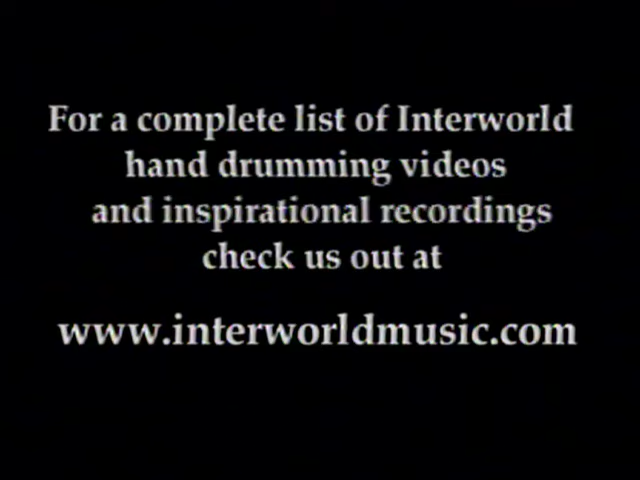 For a complete list of Interworld
hand drumming videos
and inspirational recordings
check us out at
www.interworldmusic.com